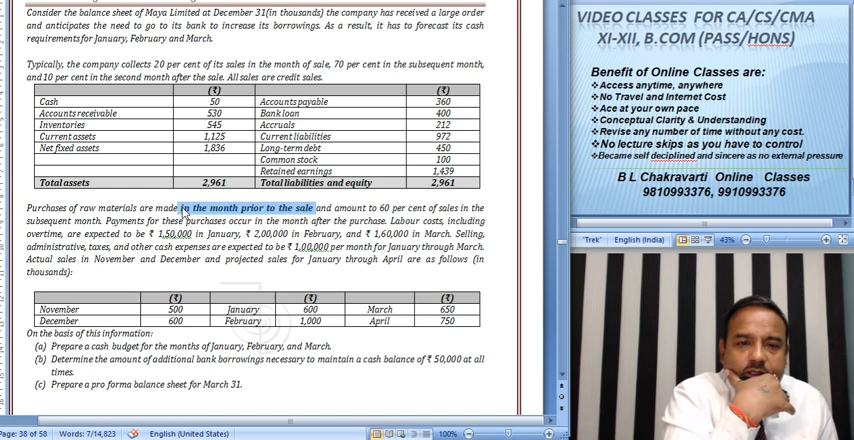 Consider the balance sheet of Maya Limited at December 31(in thousands) the company has received a large order
and anticipates the need to go to its bank to increase its borrowings. As a result, it has to forecast its cash
requirements for January, February and March.
Typically, the company collects 20 per cent of its sales in the month of sale, 70 per cent in the subsequent month,
and 10 per cent in the second month after the sale. All sales are credit sales.
(₹) (₹)
Cash 50 Accounts payable 360
Accounts receivable 530 Bank loan 400
Inventories 545 Accruals 212
Current assets 1,125 Current liabilities 972
Net fixed assets 1,836 Long-term debt 450
Common stock 100
Retained earnings 1,439
Total assets 2,961 Total liabilities and equity 2,961
Purchases of raw materials are made in the month prior to the sale and amount to 60 per cent of sales in the
subsequent month. Payments for these purchases occur in the month after the purchase. Labour costs, including
overtime, are expected to be ₹ 1,50,000 in January, ₹ 2,00,000 in February, and ₹ 1,60,000 in March. Selling,
administrative, taxes, and other cash expenses are expected to be ₹ 1,00,000 per month for January through March.
Actual sales in November and December and projected sales for January through April are as follows (in
thousands):
(₹) (₹) (₹)
November 500 January 600 March 650
December 600 February 1,000 April 750
On the basis of this information:
(a) Prepare a cash budget for the months of January, February, and March.
(b) Determine the amount of additional bank borrowings necessary to maintain a cash balance of ₹ 50,000 at all
times.
(c) Prepare a pro forma balance sheet for March 31.
Page: 38 of 58 Words: 7/14,823 English (United States) 100%
VIDEO CLASSES FOR CA/CS/CMA
XI-XII, B.COM (PASS/HONS)
Benefit of Online Classes are:
❖Access anytime, anywhere
❖No Travel and Internet Cost
❖Ace at your own pace
❖Conceptual Clarity & Understanding
❖Revise any number of time without any cost.
❖No lecture skips as you have to control
❖Became self deciplined and sincere as no external pressure
B L Chakravarti Online Classes
9810993376, 9910993376
'Trek' English (India) 43%